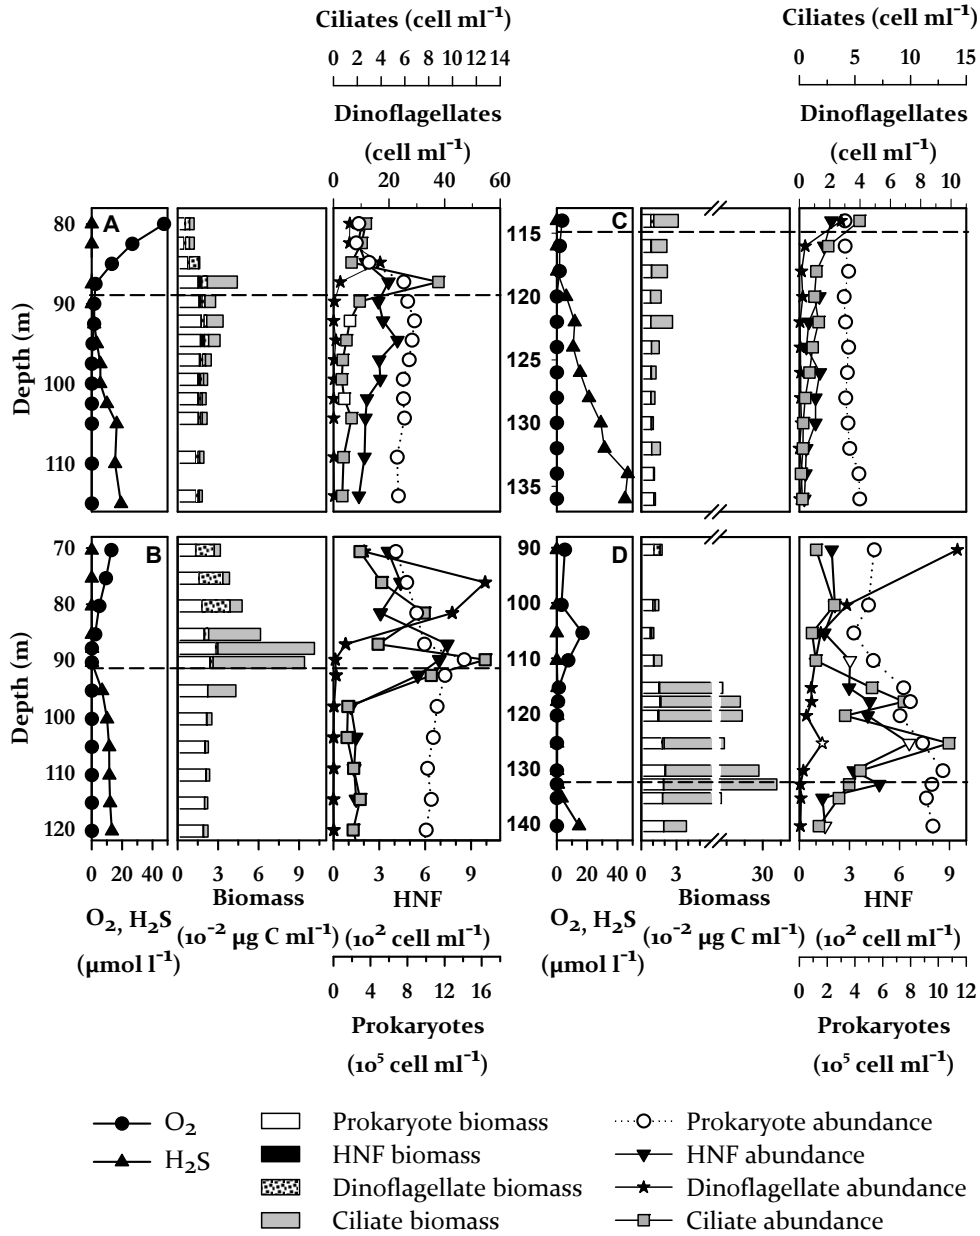 Ciliates (cell ml⁻¹)
0 2 4 6 8 10 12 14
Dinoflagellates
(cell ml⁻¹)
0 20 40 60
Ciliates (cell ml⁻¹)
0 5 10 15
Dinoflagellates
(cell ml⁻¹)
0 2 4 6 8 10
A
80
90
100
110
Depth (m)
C
115
120
125
130
135
B
70
80
90
100
110
120
Depth (m)
D
90
100
110
120
130
140
0 20 40
O₂, H₂S
(µmol l⁻¹)
0 3 6 9
Biomass
(10⁻² µg C ml⁻¹)
0 3 6 9
HNF
(10² cell ml⁻¹)
0 4 8 12 16
Prokaryotes
(10⁵ cell ml⁻¹)
0 20 40
O₂, H₂S
(µmol l⁻¹)
0 3 30
Biomass
(10⁻² µg C ml⁻¹)
0 3 6 9
HNF
(10² cell ml⁻¹)
0 2 4 6 8 10 12
Prokaryotes
(10⁵ cell ml⁻¹)
O₂
H₂S
Prokaryote biomass
HNF biomass
Dinoflagellate biomass
Ciliate biomass
Prokaryote abundance
HNF abundance
Dinoflagellate abundance
Ciliate abundance